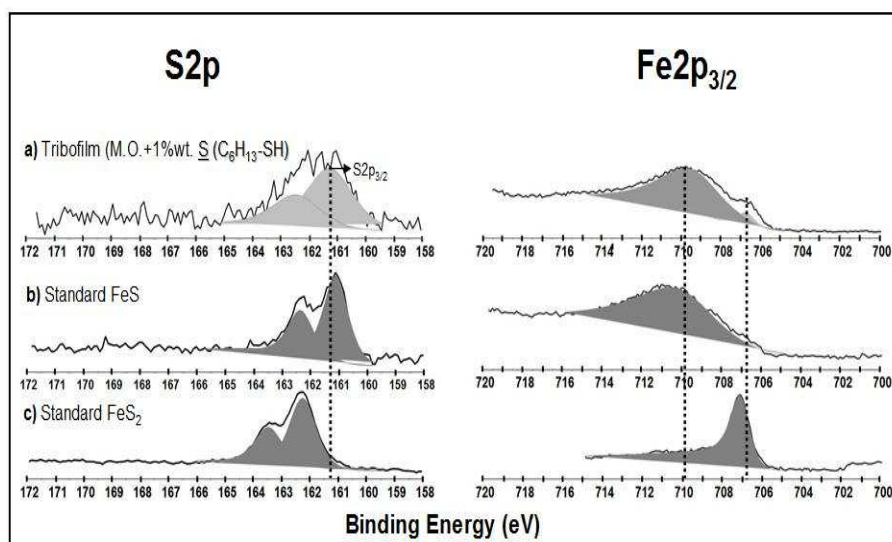 S2p
Fe2p3/2
a) Tribofilm (M.O.+1%wt. S (C6H13-SH)
S2p3/2
172 171 170 169 168 167 166 165 164 163 162 161 160 159 158
720 718 716 714 712 710 708 706 704 702 700
b) Standard FeS
172 171 170 169 168 167 166 165 164 163 162 161 160 159 158
720 718 716 714 712 710 708 706 704 702 700
c) Standard FeS2
172 171 170 169 168 167 166 165 164 163 162 161 160 159 158
720 718 716 714 712 710 708 706 704 702 700
Binding Energy (eV)